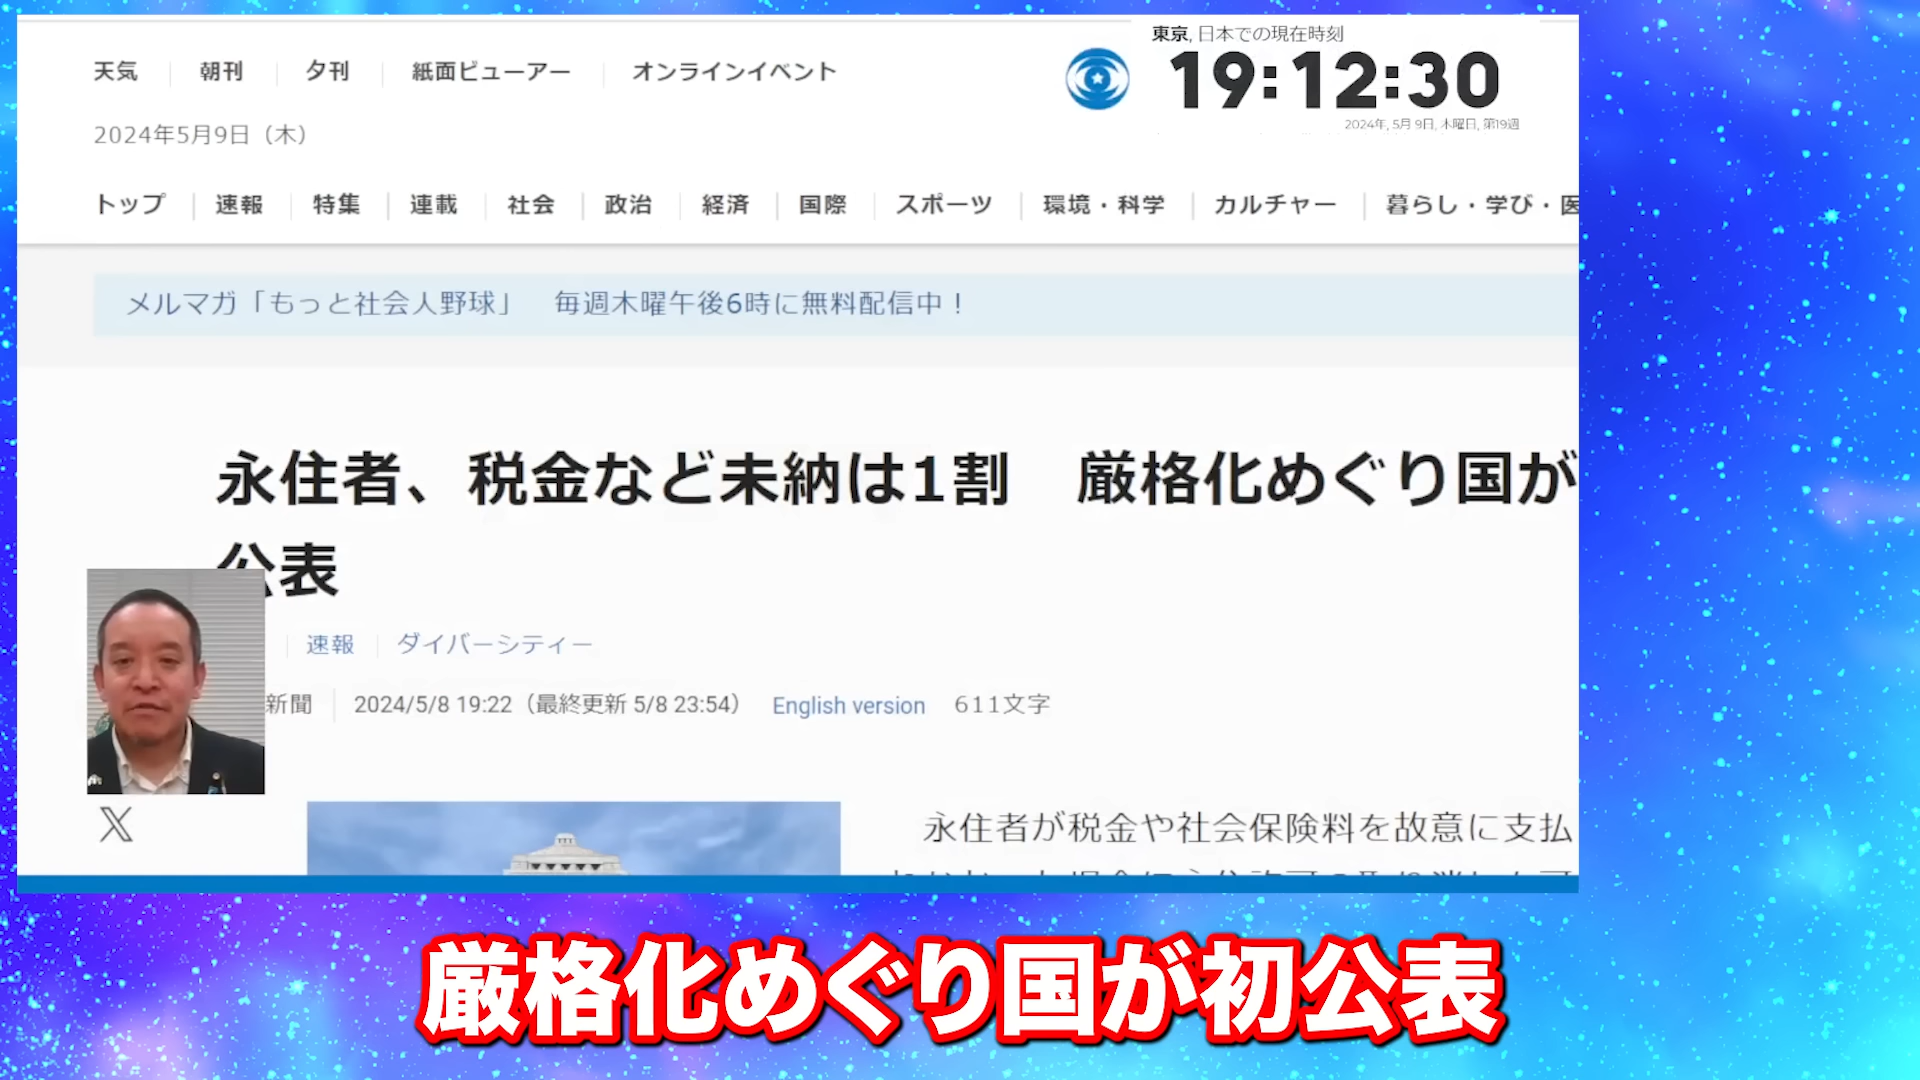 東京, 日本での現在時刻
天気 朝刊 夕刊 紙面ビューアー オンラインイベント
19:12:30
2024年, 5月 9日, 木曜日, 第19週
2024年5月9日（木）
トップ 速報 特集 連載 社会 政治 経済 国際 スポーツ 環境・科学 カルチャー 暮らし・学び・医
メルマガ「もっと社会人野球」　毎週木曜午後6時に無料配信中！
永住者、税金など未納は1割　厳格化めぐり国が
公表
速報 ダイバーシティー
新聞 2024/5/8 19:22（最終更新 5/8 23:54） English version 611文字
永住者が税金や社会保険料を故意に支払
厳格化めぐり国が初公表